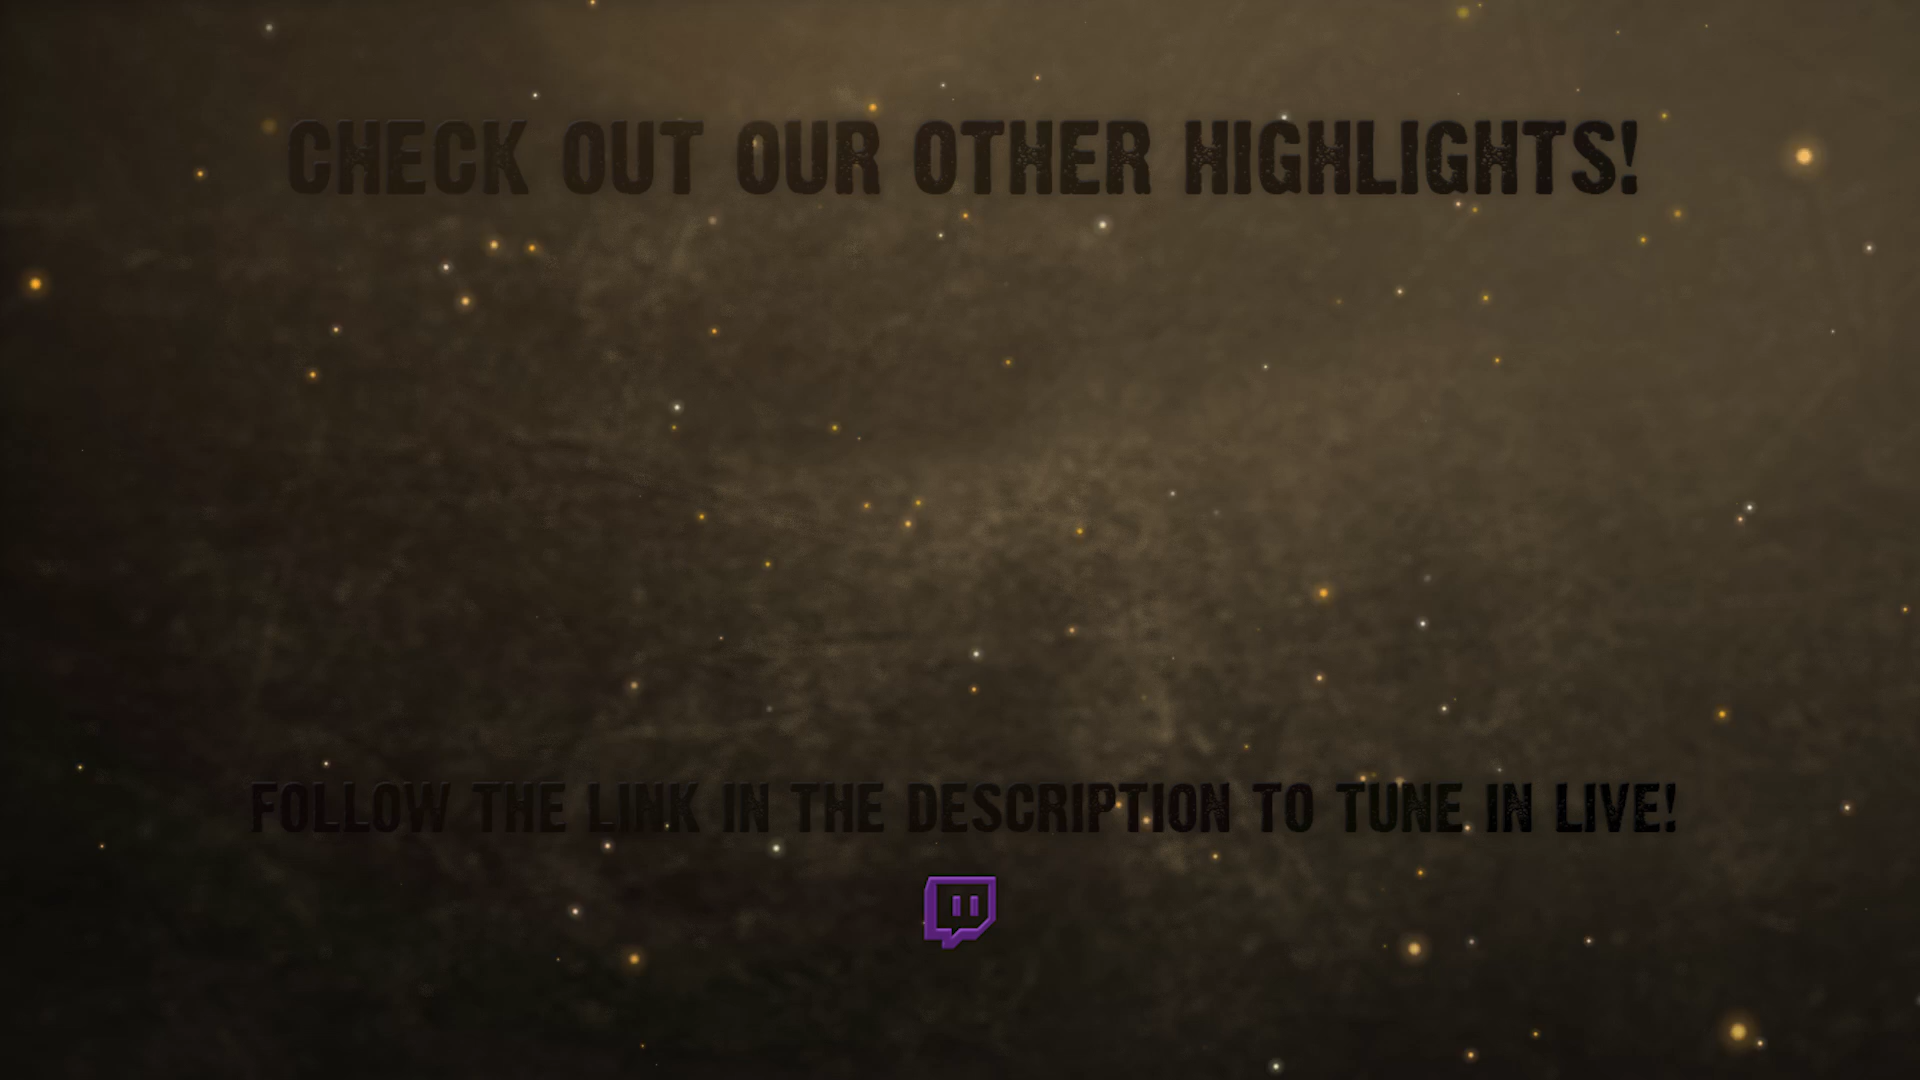 CHECK OUT OUR OTHER HIGHLIGHTS!
FOLLOW THE LINK IN THE DESCRIPTION TO TUNE IN LIVE!